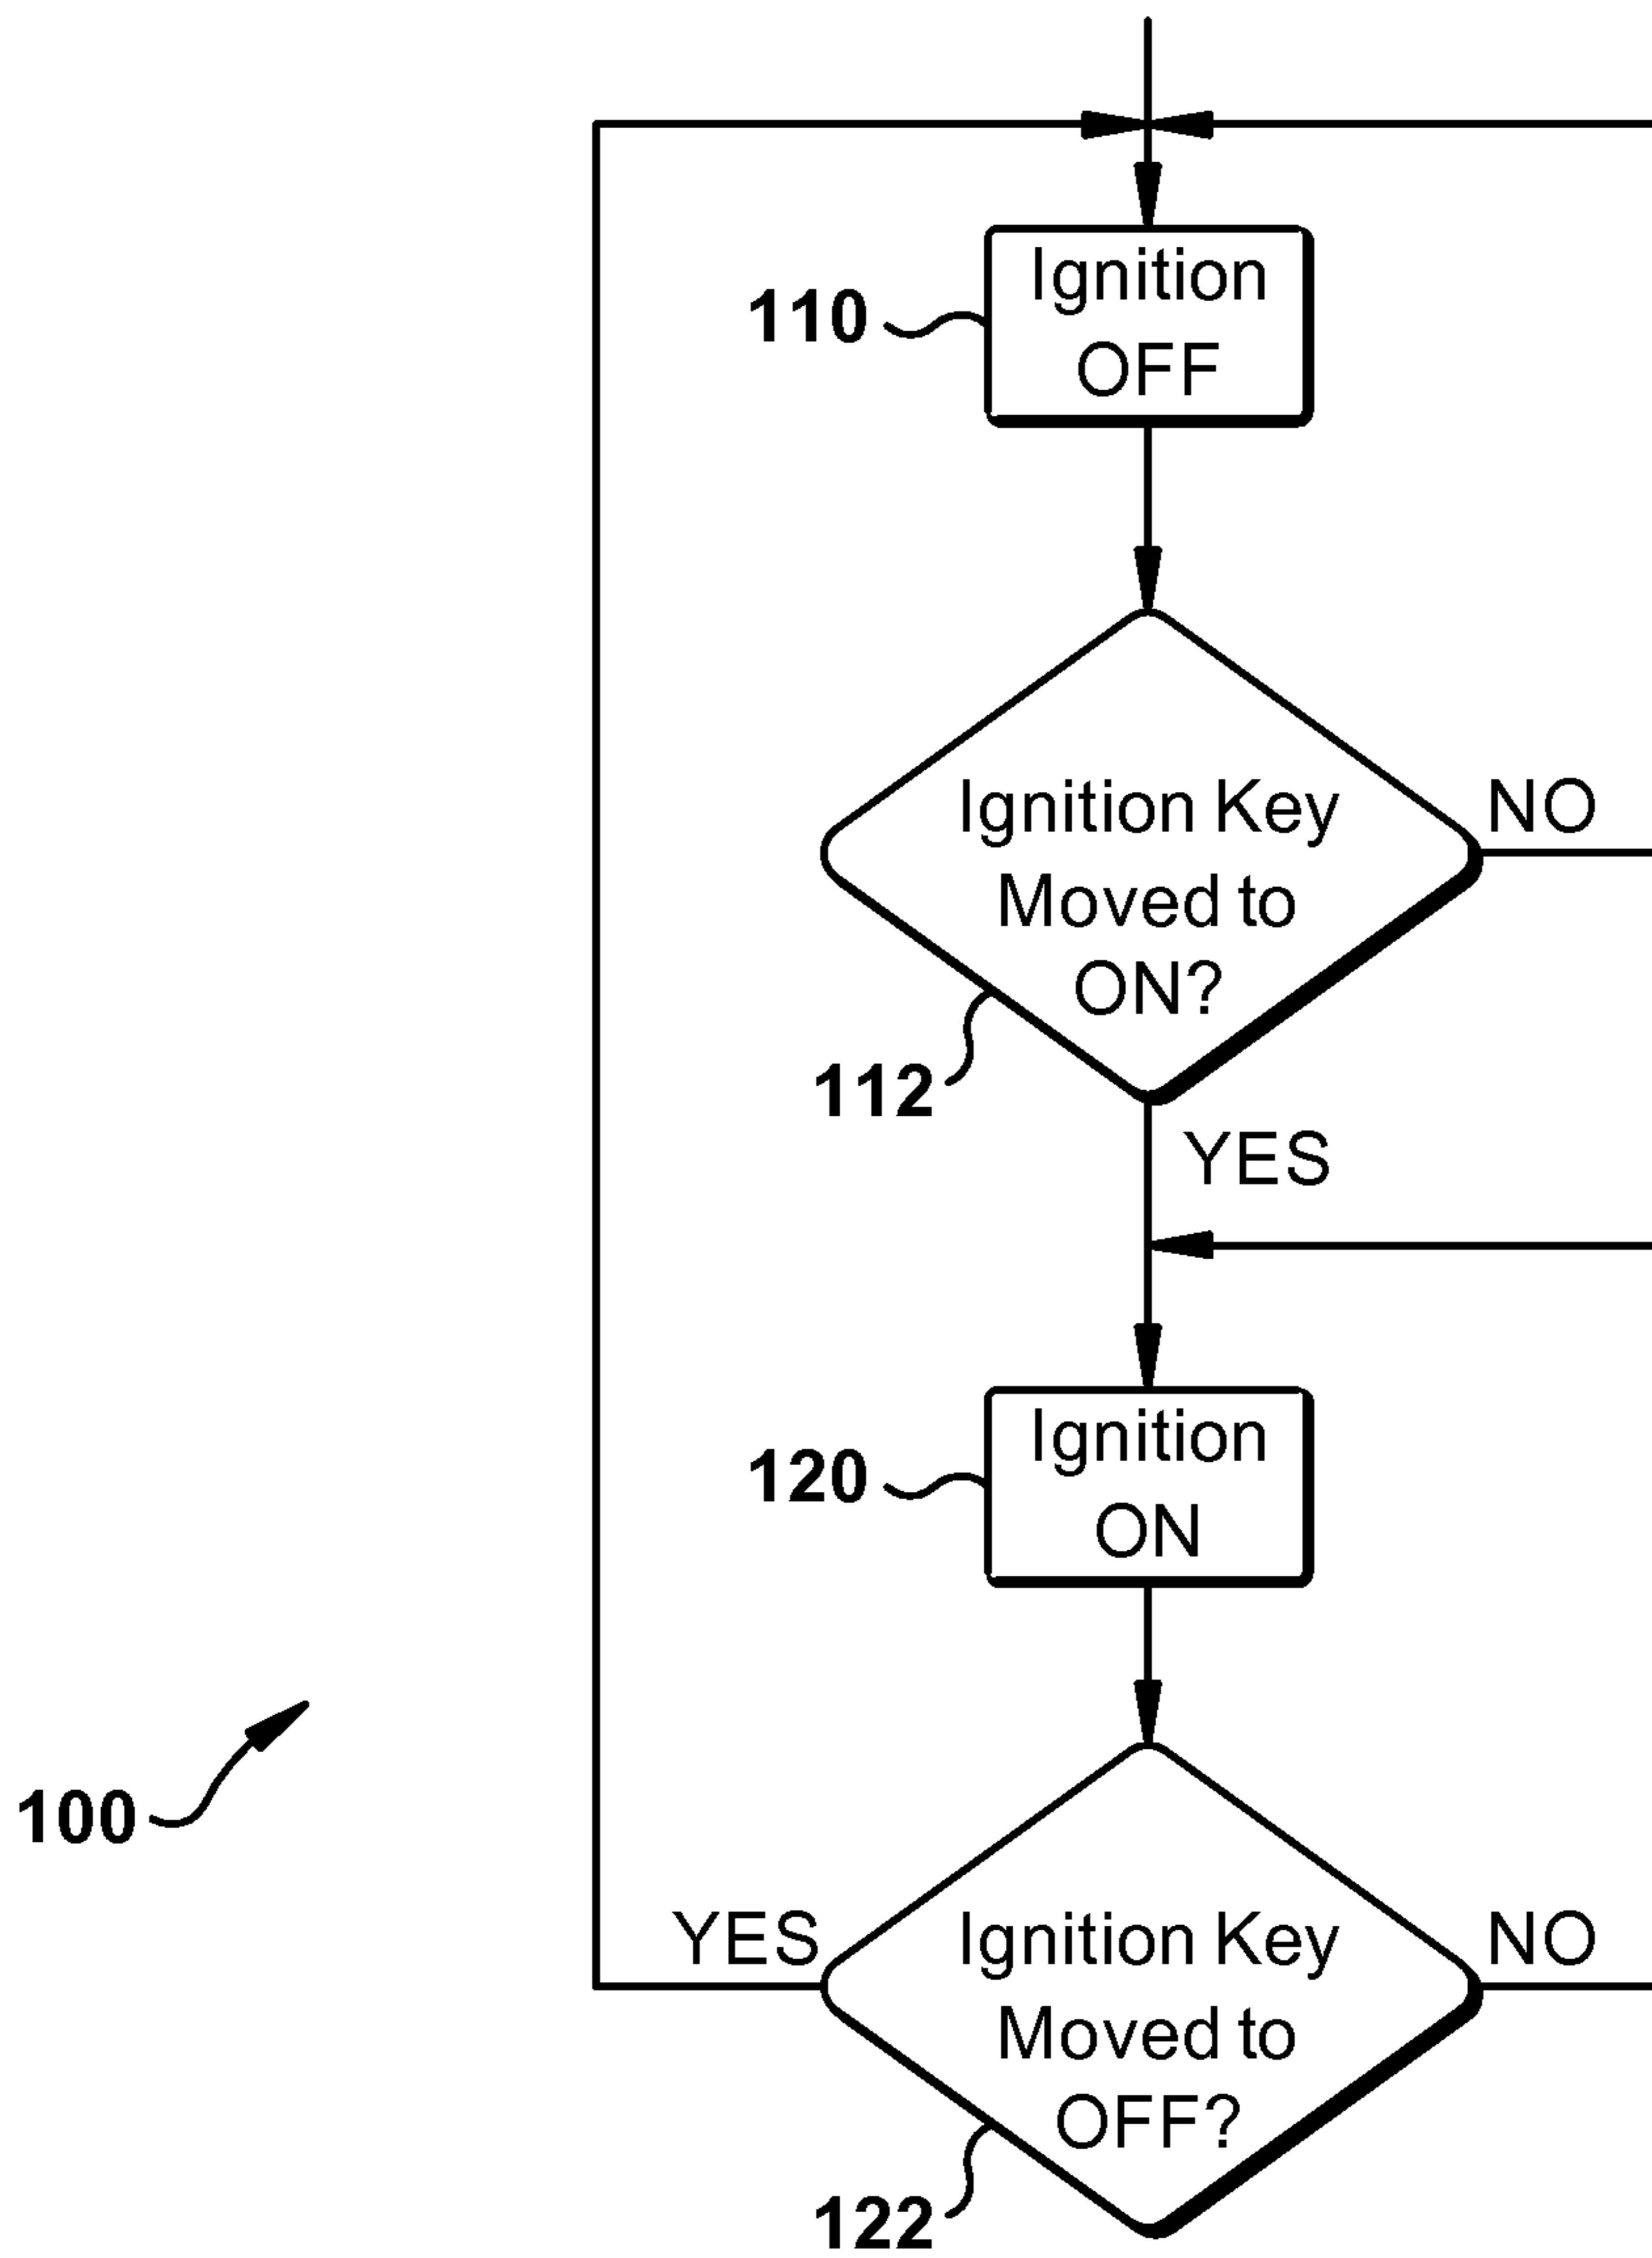 Ignition
OFF
110
Ignition Key
Moved to
ON?
NO
112
YES
Ignition
ON
120
100
YES
Ignition Key
Moved to
OFF?
NO
122